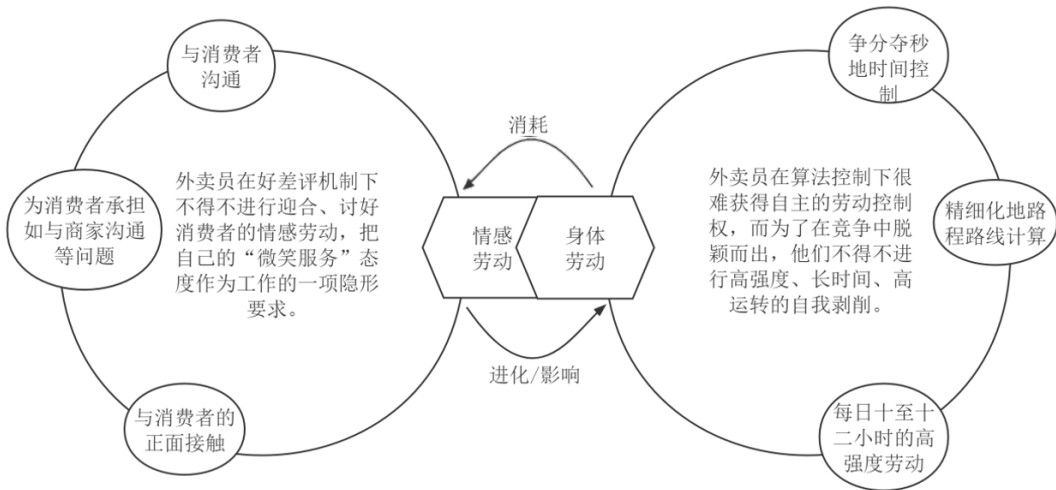 与消费者
沟通
为消费者承担
如与商家沟通
等问题
与消费者的
正面接触
外卖员在好差评机制下
不得不进行迎合、讨好
消费者的情感劳动，把
自己的“微笑服务”态
度作为工作的一项隐形
要求。
消耗
情感
劳动
身体
劳动
进化/影响
外卖员在算法控制下很
难获得自主的劳动控制
权，而为了在竞争中脱
颖而出，他们不得不进
行高强度、长时间、高
运转的自我剥削。
争分夺秒
地时间控
制
精细化地路
程路线计算
每日十至十
二小时的高
强度劳动